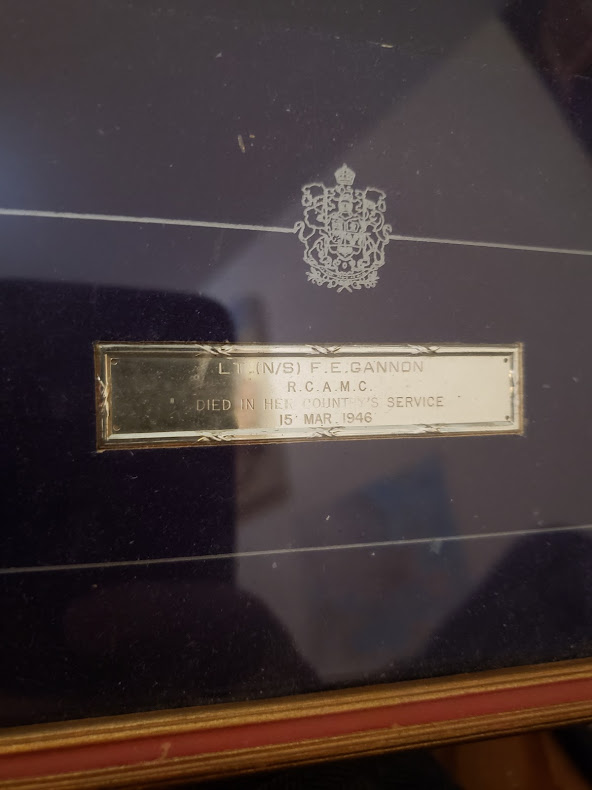 LT. (N/S) F.E.GANNON
R.C.A.M.C.
DIED IN HER COUNTRY'S SERVICE
15 MAR. 1946